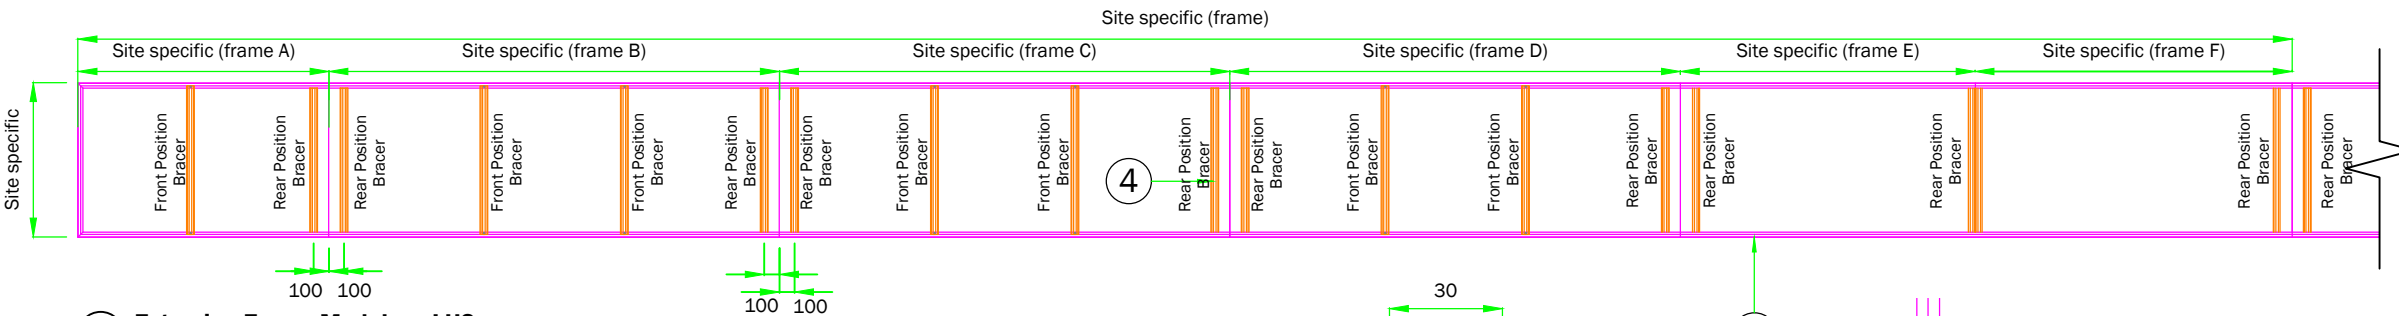 Site specific (frame)
Site specific (frame A)
Site specific (frame B)
Site specific (frame C)
Site specific (frame D)
Site specific (frame E)
Site specific (frame F)
Site specific
Front Position
Bracer
Rear Position
Bracer
Rear Position
Bracer
Front Position
Bracer
Front Position
Bracer
Rear Position
Bracer
Rear Position
Bracer
Front Position
Bracer
Front Position
Bracer
4
Rear Position
Bracer
Rear Position
Bracer
Front Position
Bracer
Front Position
Bracer
Rear Position
Bracer
Rear Position
Bracer
Rear Position
Bracer
Rear Position
Bracer
Rear Position
Bracer
100 100
100 100
30